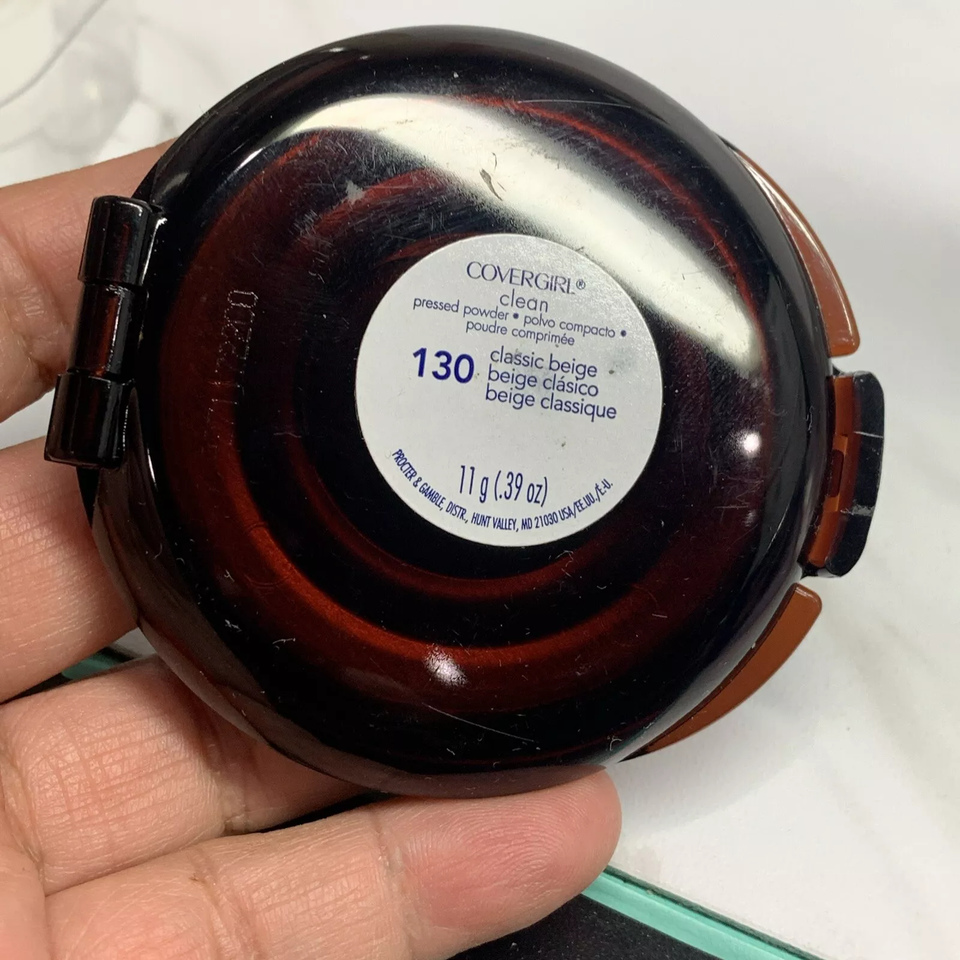 COVERGIRL®
clean
pressed powder • polvo compacto •
poudre comprimée
130 classic beige
beige clásico
beige classique
11 g (.39 oz)
PROCTER & GAMBLE, DISTR., HUNT VALLEY, MD 21030 USA/EE.UU./É.-U.